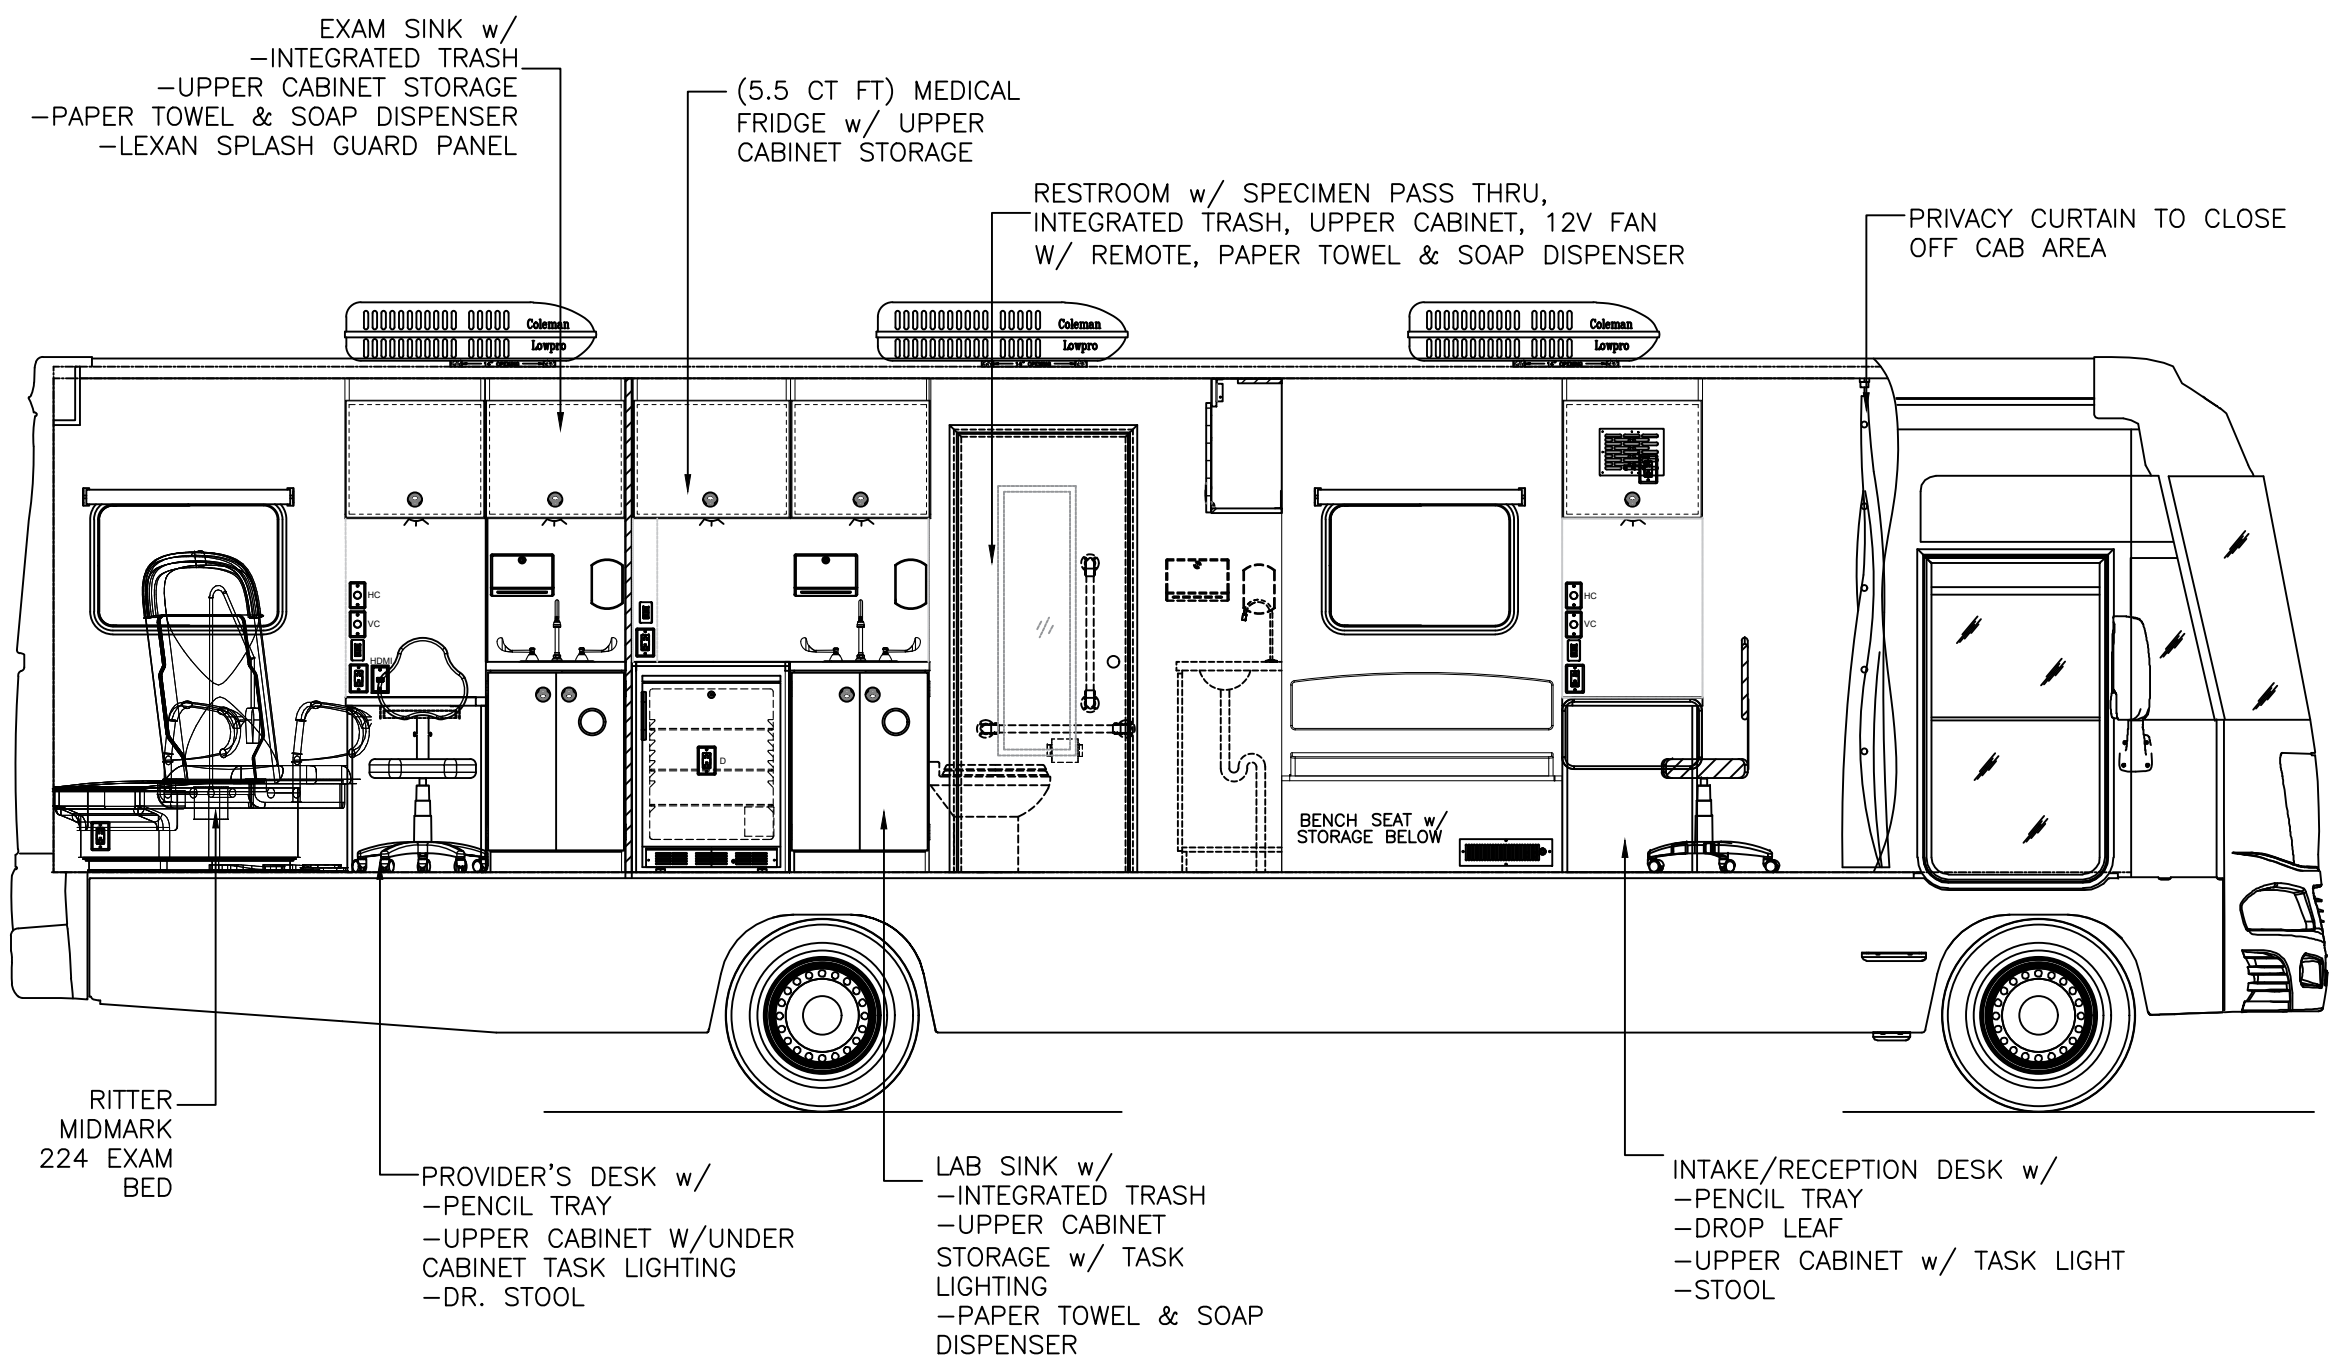 EXAM SINK w/
-INTEGRATED TRASH
-UPPER CABINET STORAGE
-PAPER TOWEL & SOAP DISPENSER
-LEXAN SPLASH GUARD PANEL
(5.5 CT FT) MEDICAL
FRIDGE w/ UPPER
CABINET STORAGE
RESTROOM w/ SPECIMEN PASS THRU,
INTEGRATED TRASH, UPPER CABINET, 12V FAN
W/ REMOTE, PAPER TOWEL & SOAP DISPENSER
PRIVACY CURTAIN TO CLOSE
OFF CAB AREA
Coleman
Lowpro
Coleman
Lowpro
Coleman
Lowpro
HC
VC
HDMI
D
HC
VC
BENCH SEAT w/
STORAGE BELOW
RITTER
MIDMARK
224 EXAM
BED
PROVIDER'S DESK w/
-PENCIL TRAY
-UPPER CABINET W/UNDER
CABINET TASK LIGHTING
-DR. STOOL
LAB SINK w/
-INTEGRATED TRASH
-UPPER CABINET
STORAGE w/ TASK
LIGHTING
-PAPER TOWEL & SOAP
DISPENSER
INTAKE/RECEPTION DESK w/
-PENCIL TRAY
-DROP LEAF
-UPPER CABINET w/ TASK LIGHT
-STOOL